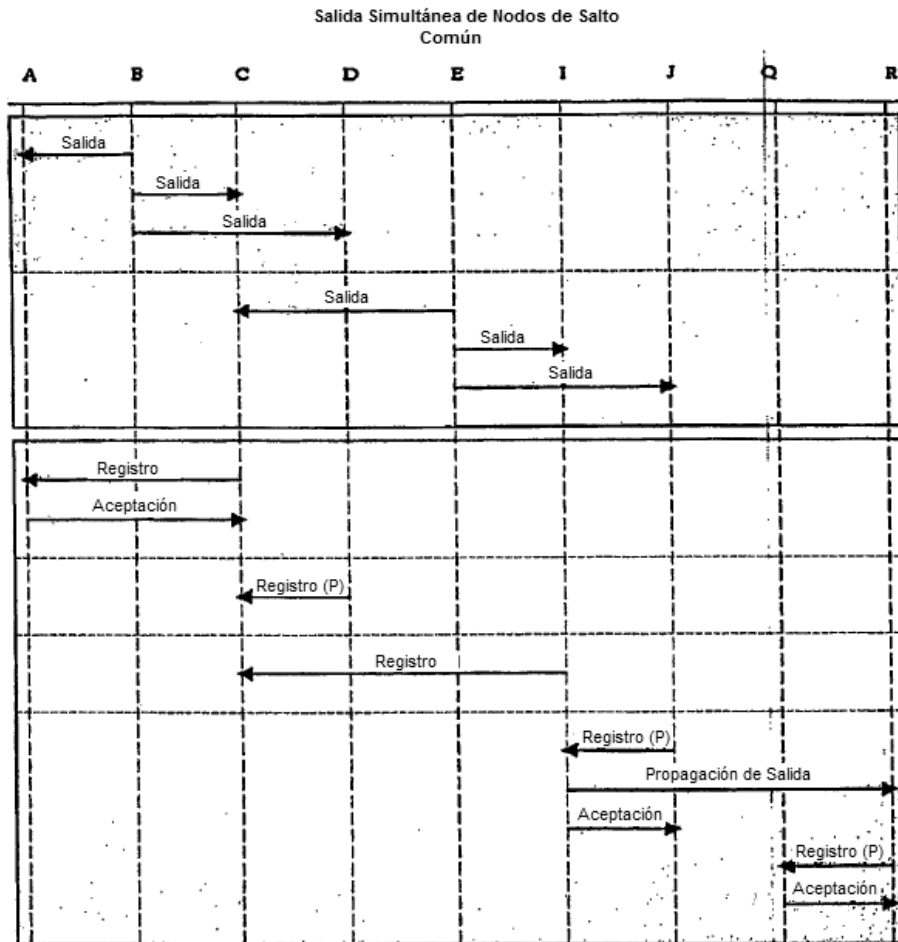 Salida Simultánea de Nodos de Salto
Común
A B C D E I J Q R
Salida
Salida
Salida
Salida
Salida
Salida
Registro
Aceptación
Registro (P)
Registro
Registro (P)
Propagación de Salida
Aceptación
Registro (P)
Aceptación